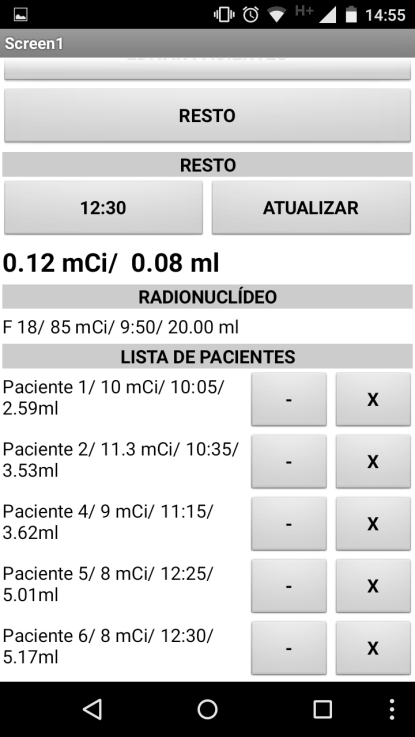 H+ 14:55
Screen1
RESTO
RESTO
12:30 ATUALIZAR
0.12 mCi/ 0.08 ml
RADIONUCLÍDEO
F 18/ 85 mCi/ 9:50/ 20.00 ml
LISTA DE PACIENTES
Paciente 1/ 10 mCi/ 10:05/
2.59ml
- X
Paciente 2/ 11.3 mCi/ 10:35/
3.53ml
- X
Paciente 4/ 9 mCi/ 11:15/
3.62ml
- X
Paciente 5/ 8 mCi/ 12:25/
5.01ml
- X
Paciente 6/ 8 mCi/ 12:30/
5.17ml
- X